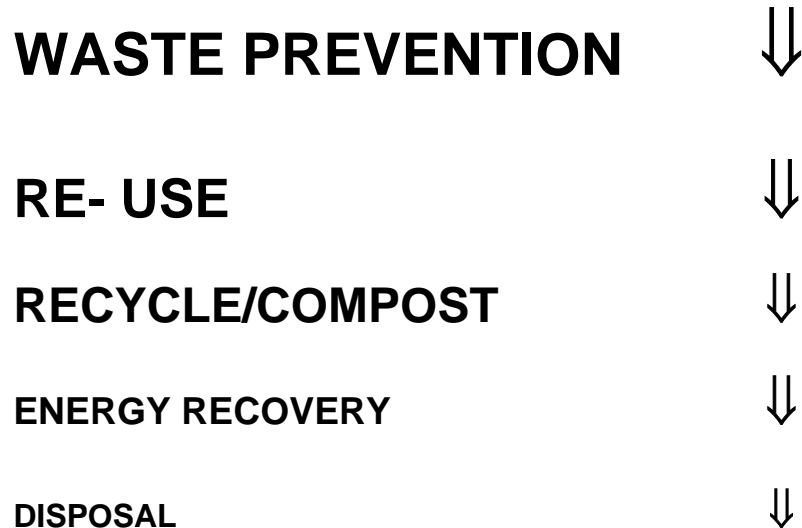 WASTE PREVENTION ⇓
RE- USE ⇓
RECYCLE/COMPOST ⇓
ENERGY RECOVERY ⇓
DISPOSAL ⇓